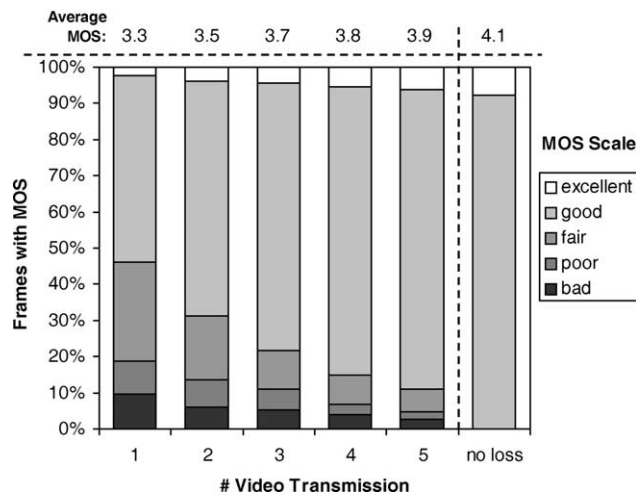 Average
MOS: 3.3 3.5 3.7 3.8 3.9 4.1
100%
90%
80%
70%
60%
50%
40%
30%
20%
10%
0%
Frames with MOS
1 2 3 4 5 no loss
# Video Transmission
MOS Scale
excellent
good
fair
poor
bad